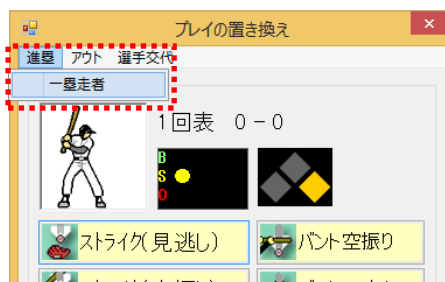 プレイの置き換え
進塁 アウト 選手交代
一塁走者
1回表 0－0
B
S
O
ストライク(見逃し) バント空振り